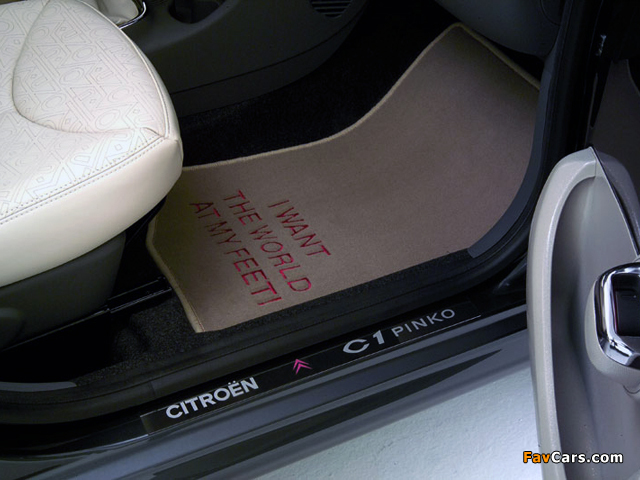 I WANT
THE WORLD
AT MY FEET!
CITROËN C1 PINKO
FavCars.com